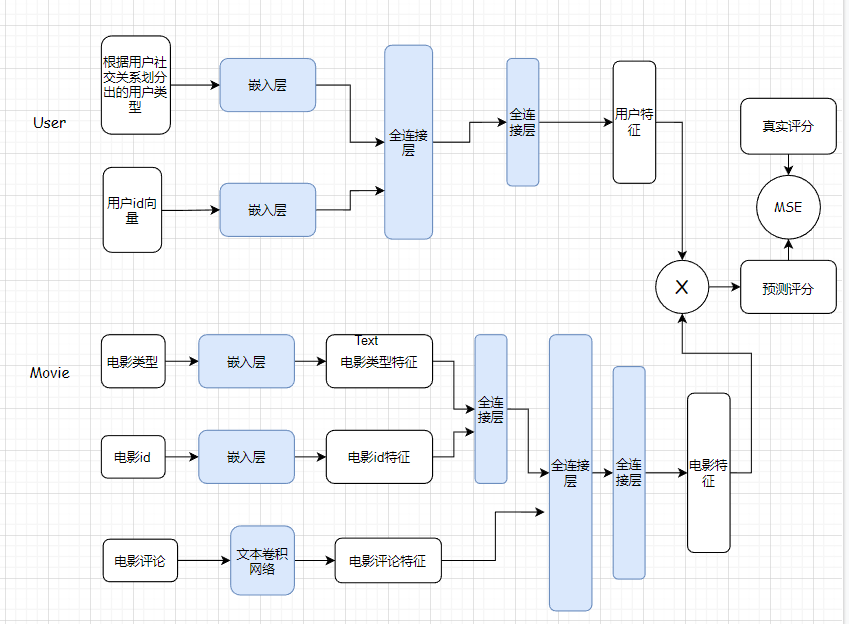 根据用户社
交关系划分
出的用户类
型
嵌入层
全连接
层
全连
接层
用户特
征
真实评分
User
用户id向
量
嵌入层
MSE
X
预测评分
Movie
电影类型
嵌入层
Text
电影类型特征
全连
接层
电影id
嵌入层
电影id特征
全连接
层
全连
接层
电影特
征
电影评论
文本卷积
网络
电影评论特征